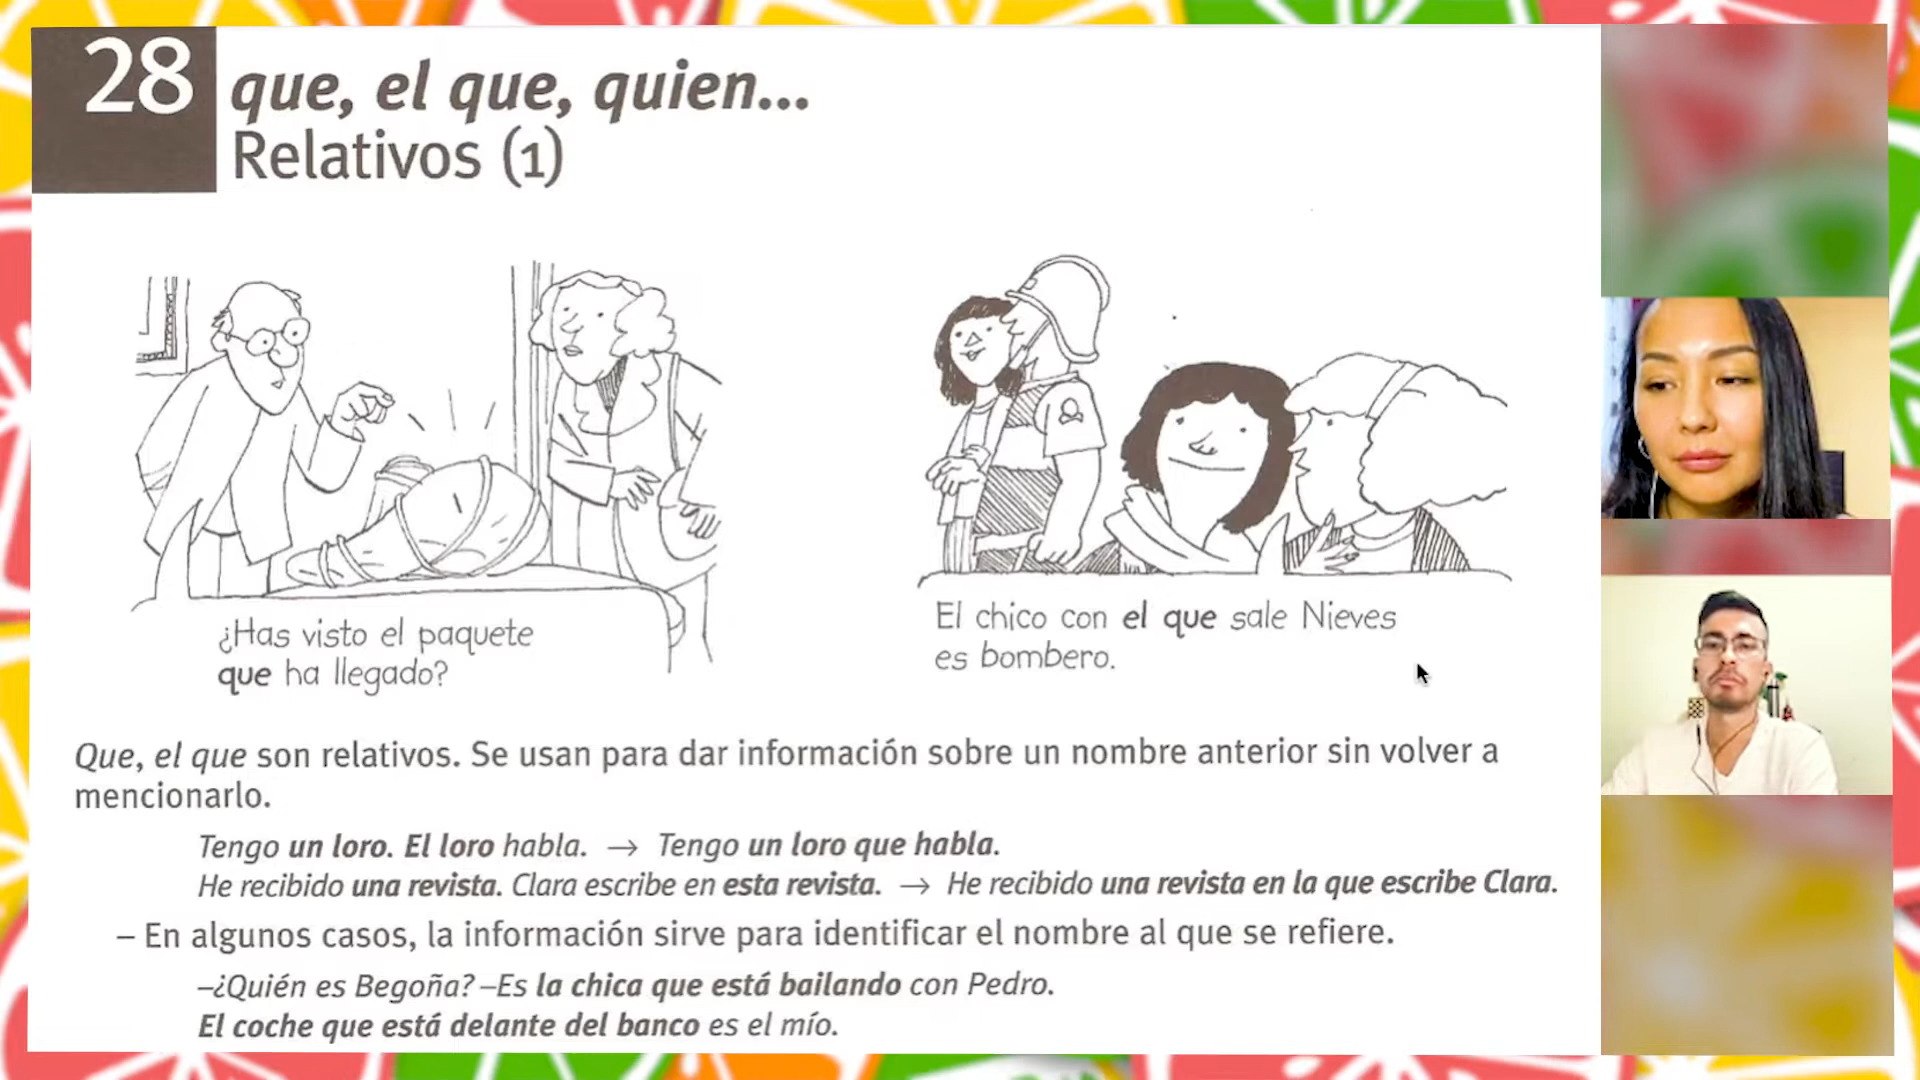 28
que, el que, quien...
Relativos (1)
¿Has visto el paquete
que ha llegado?
El chico con el que sale Nieves
es bombero.
Que, el que son relativos. Se usan para dar información sobre un nombre anterior sin volver a
mencionarlo.
Tengo un loro. El loro habla. → Tengo un loro que habla.
He recibido una revista. Clara escribe en esta revista. → He recibido una revista en la que escribe Clara.
– En algunos casos, la información sirve para identificar el nombre al que se refiere.
–¿Quién es Begoña? –Es la chica que está bailando con Pedro.
El coche que está delante del banco es el mío.